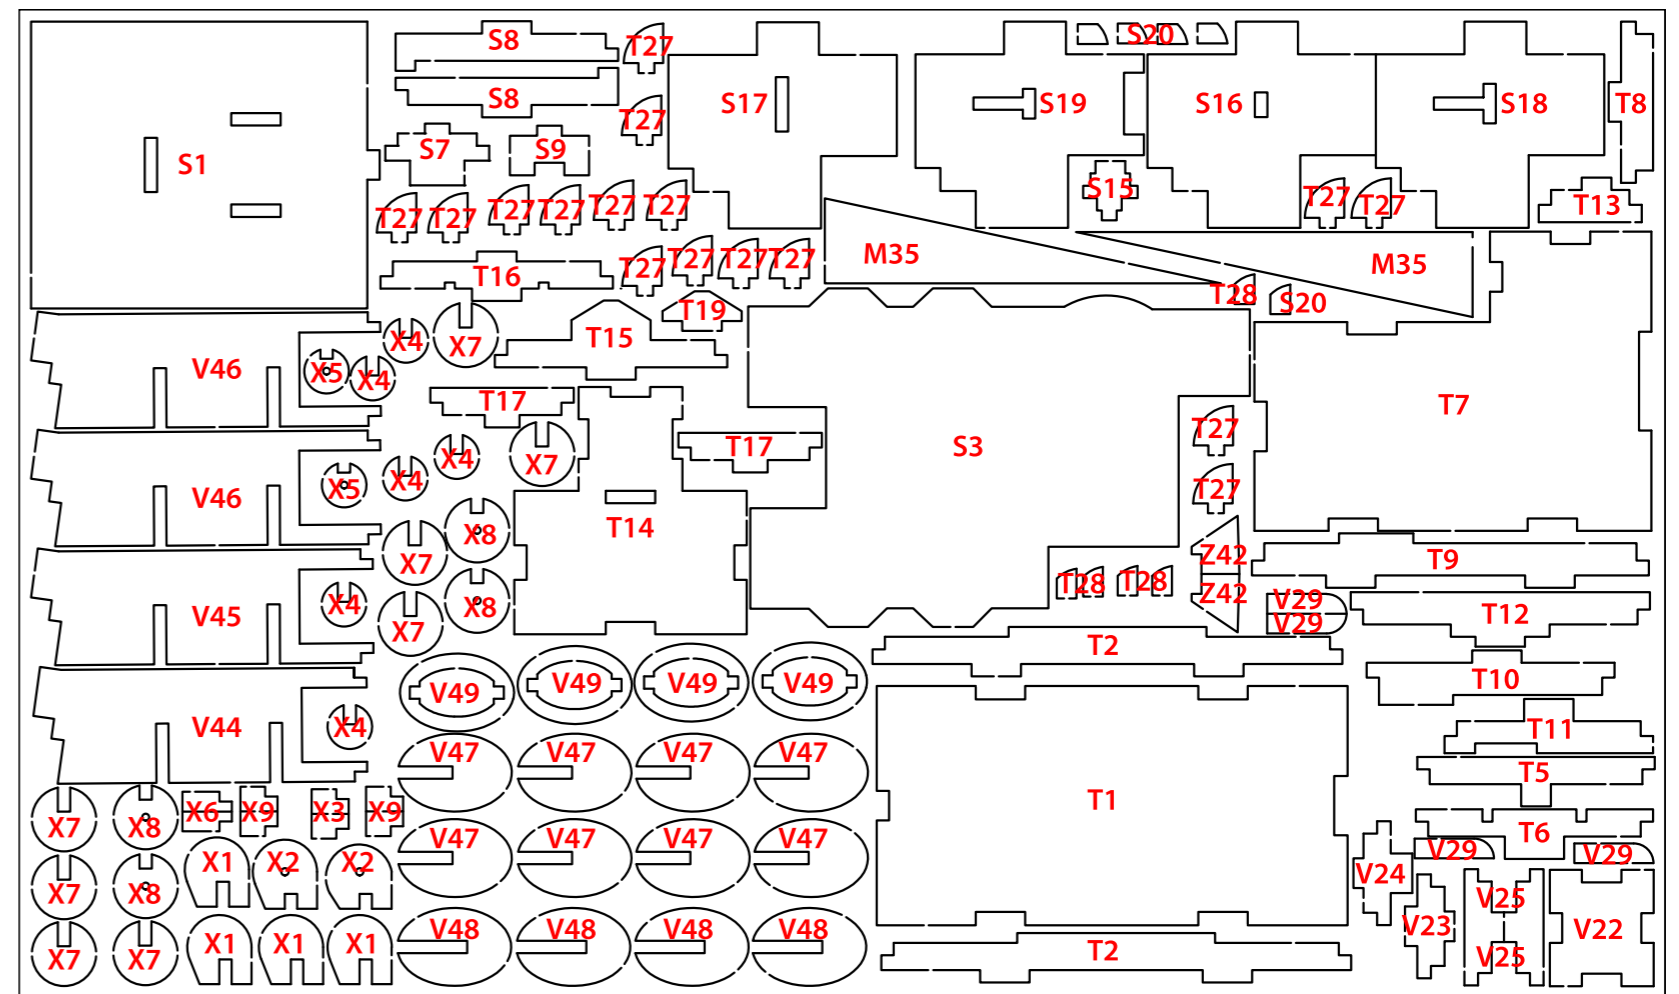 S8 T27 S20
S17 S19 S16 S18 T8
S8
T27
S1 S7 S9
S15
T27 T27 T27 T27 T27 T27 T27 T27 T13
M35 M35
T16 T27 T27 T27 T27
T28 S20
T19
T15
X4 X7
V46 X5 X4
T17 S3 T7
T27
T17
X4 X7
V46 X5 X4
T27
T14
X8
X7 Z42 T9
T28 T28
V45 X4 X8 Z42 V29
X7 V29 T12
T2
V49 V49 V49 V49 T10
V44 X4 T11
V47 V47 V47 V47
T5
T1
X6 X9 X3 X9
X7 X8 T6
V47 V47 V47 V47 V29 V29
X1 X2 X2
V24
X7 X8 V25
V48 V48 V48 V48 V23 V22
X1 X1 X1
T2
X7 X7 V25